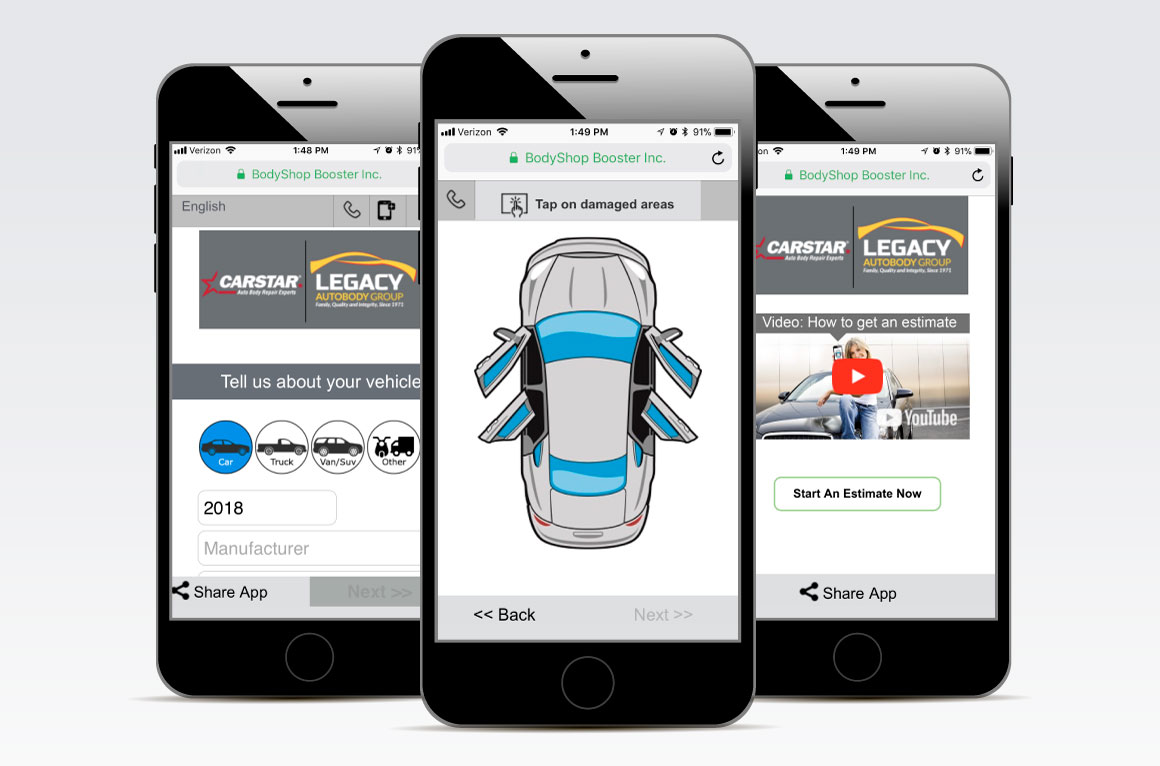 Verizon
1:48 PM
91%
BodyShop Booster Inc.
English
CARSTAR®
Auto Body Repair Experts
LEGACY
AUTOBODY GROUP
Family, Quality and Integrity, Since 1971
Tell us about your vehicle
Car
Truck
Van/Suv
Other
2018
Manufacturer
Share App
Next >>
Verizon
1:49 PM
91%
BodyShop Booster Inc.
Tap on damaged areas
<< Back
Next >>
on
1:49 PM
91%
BodyShop Booster Inc.
CARSTAR®
Auto Body Repair Experts
LEGACY
AUTOBODY GROUP
Family, Quality and Integrity, Since 1971
Video: How to get an estimate
YouTube
Start An Estimate Now
Share App